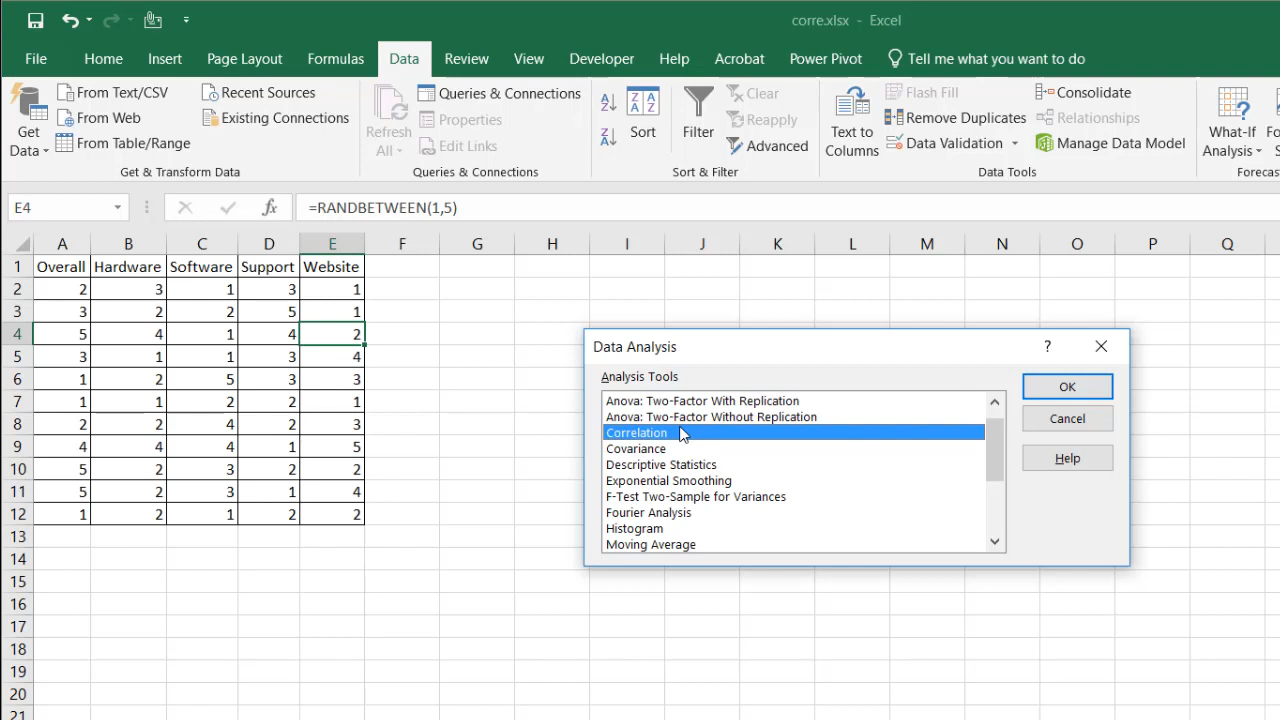 corre.xlsx - Excel
File Home Insert Page Layout Formulas Data Review View Developer Help Acrobat Power Pivot Tell me what you want to do
Get Data
From Text/CSV
From Web
From Table/Range
Recent Sources
Existing Connections
Get & Transform Data
Refresh All
Queries & Connections
Properties
Edit Links
Queries & Connections
Sort
Filter
Clear
Reapply
Advanced
Sort & Filter
Text to Columns
Flash Fill
Remove Duplicates
Data Validation
Consolidate
Relationships
Manage Data Model
Data Tools
What-If Analysis
E4 fx =RANDBETWEEN(1,5)
A B C D E F G H I J K L M N O P Q
1 Overall Hardware Software Support Website
2 2 3 1 3 1
3 3 2 2 5 1
4 5 4 1 4 2
5 3 1 1 3 4
6 1 2 5 3 3
7 1 1 2 2 1
8 2 2 4 2 3
9 4 4 4 1 5
10 5 2 3 2 2
11 5 2 3 1 4
12 1 2 1 2 2
13
14
15
16
17
18
19
20
21
Data Analysis ?
Analysis Tools
Anova: Two-Factor With Replication
Anova: Two-Factor Without Replication
Correlation
Covariance
Descriptive Statistics
Exponential Smoothing
F-Test Two-Sample for Variances
Fourier Analysis
Histogram
Moving Average
OK
Cancel
Help